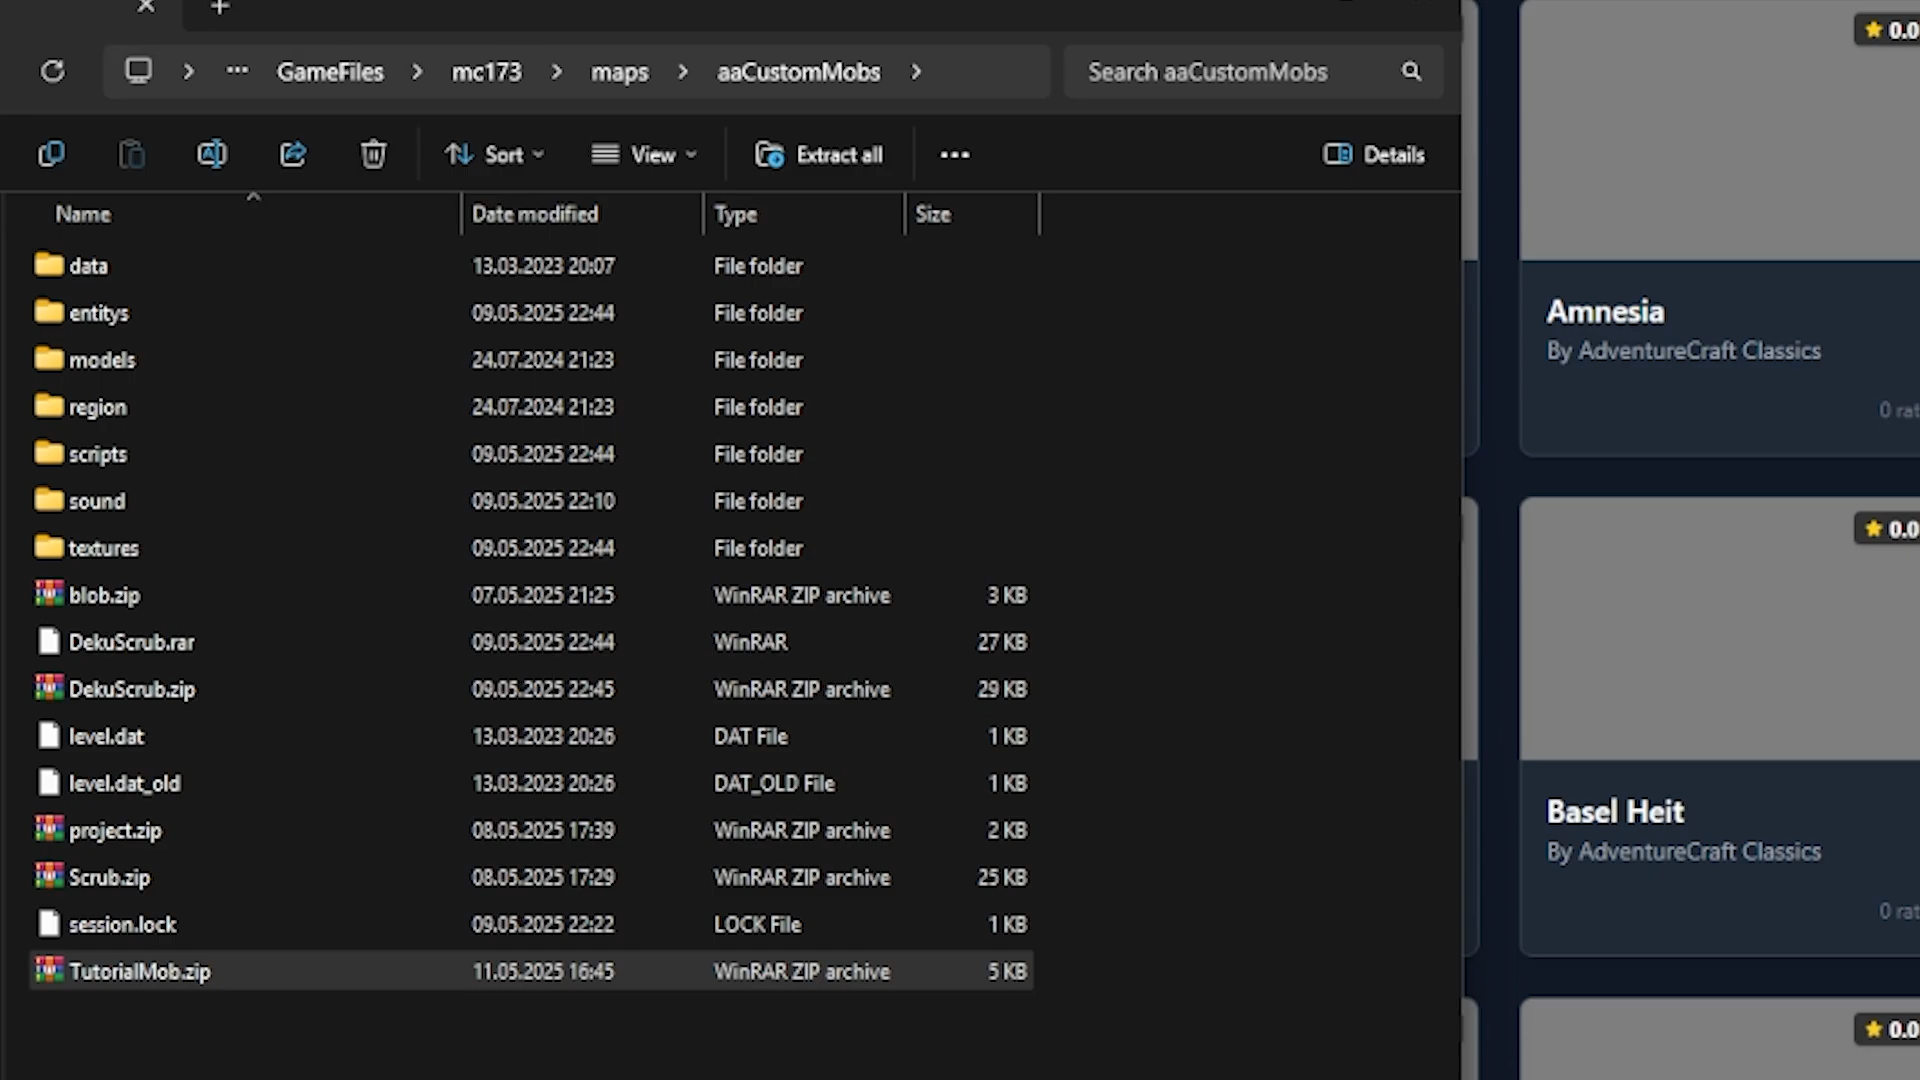 GameFiles > mc173 > maps > aaCustomMobs >
Search aaCustomMobs
Sort
View
Extract all
Details
Name Date modified Type Size
data 13.03.2023 20:07 File folder
entitys 09.05.2025 22:44 File folder
models 24.07.2024 21:23 File folder
region 24.07.2024 21:23 File folder
scripts 09.05.2025 22:44 File folder
sound 09.05.2025 22:10 File folder
textures 09.05.2025 22:44 File folder
blob.zip 07.05.2025 21:25 WinRAR ZIP archive 3 KB
DekuScrub.rar 09.05.2025 22:44 WinRAR 27 KB
DekuScrub.zip 09.05.2025 22:45 WinRAR ZIP archive 29 KB
level.dat 13.03.2023 20:26 DAT File 1 KB
level.dat_old 13.03.2023 20:26 DAT_OLD File 1 KB
project.zip 08.05.2025 17:39 WinRAR ZIP archive 2 KB
Scrub.zip 08.05.2025 17:29 WinRAR ZIP archive 25 KB
session.lock 09.05.2025 22:22 LOCK File 1 KB
TutorialMob.zip 11.05.2025 16:45 WinRAR ZIP archive 5 KB
0.0
Amnesia
By AdventureCraft Classics
0 rat
0.0
Basel Heit
By AdventureCraft Classics
0 rat
0.0